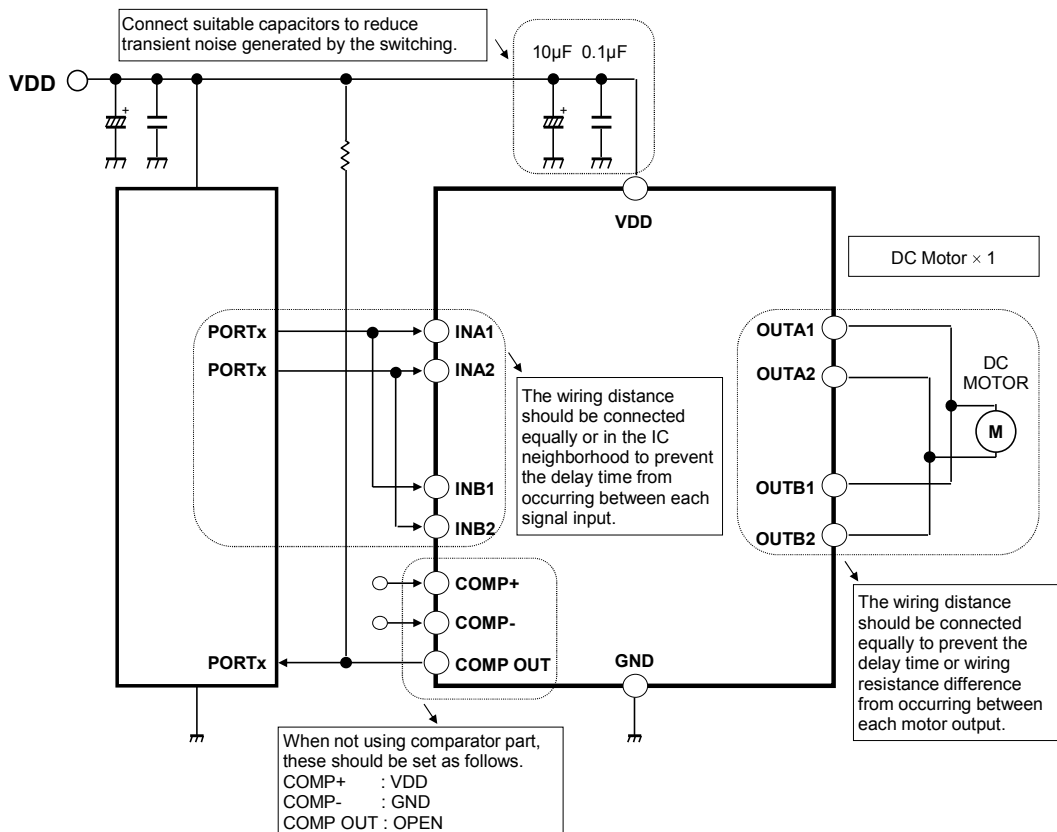 Connect suitable capacitors to reduce
transient noise generated by the switching.
10µF 0.1µF
VDD
+
+
VDD
DC Motor × 1
PORTx
INA1
OUTA1
PORTx
INA2
OUTA2
DC
MOTOR
M
The wiring distance
should be connected
equally or in the IC
neighborhood to prevent
the delay time from
occurring between each
signal input.
INB1
OUTB1
INB2
OUTB2
COMP+
COMP-
PORTx
COMP OUT
GND
The wiring distance
should be connected
equally to prevent the
delay time or wiring
resistance difference
from occurring between
each motor output.
When not using comparator part,
these should be set as follows.
COMP+ : VDD
COMP- : GND
COMP OUT : OPEN